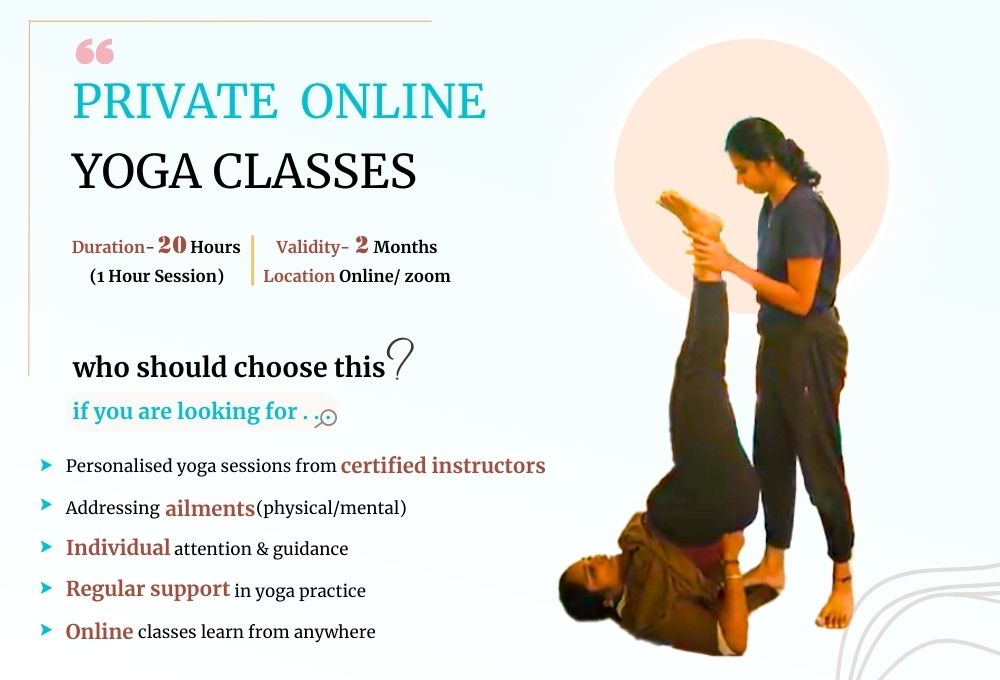 PRIVATE ONLINE
YOGA CLASSES
Duration- 20 Hours
(1 Hour Session)
Validity- 2 Months
Location Online/ zoom
who should choose this?
if you are looking for . . .
Personalised yoga sessions from certified instructors
Addressing ailments(physical/mental)
Individual attention & guidance
Regular support in yoga practice
Online classes learn from anywhere